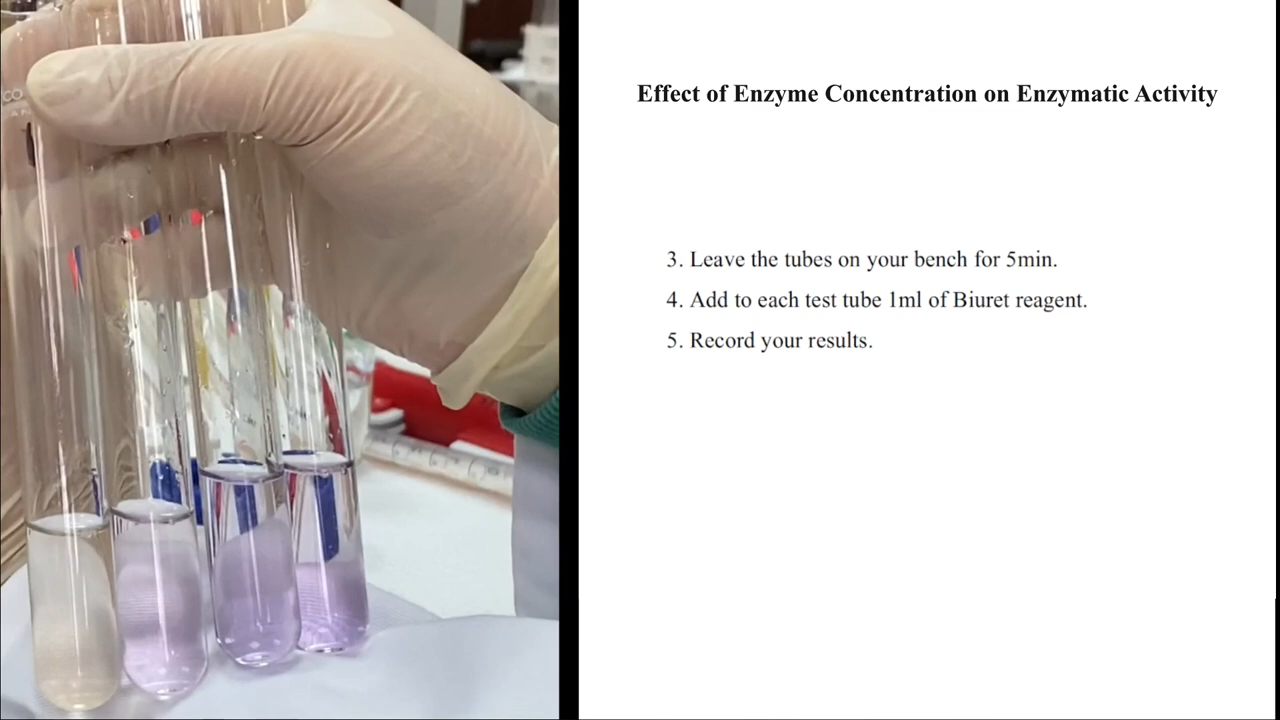 CO
Effect of Enzyme Concentration on Enzymatic Activity
3. Leave the tubes on your bench for 5min.
4. Add to each test tube 1ml of Biuret reagent.
5. Record your results.